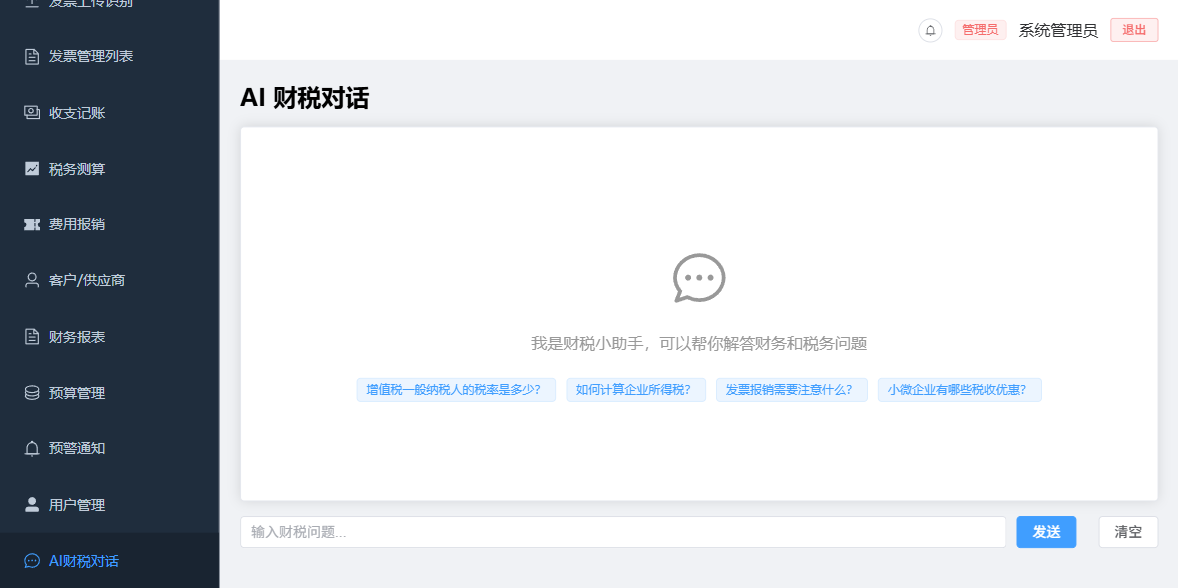 发票上传识别
发票管理列表
收支记账
税务测算
费用报销
客户/供应商
财务报表
预算管理
预警通知
用户管理
AI财税对话
管理员 系统管理员 退出
AI 财税对话
我是财税小助手，可以帮你解答财务和税务问题
增值税一般纳税人的税率是多少？ 如何计算企业所得税？ 发票报销需要注意什么？ 小微企业有哪些税收优惠？
输入财税问题... 发送 清空